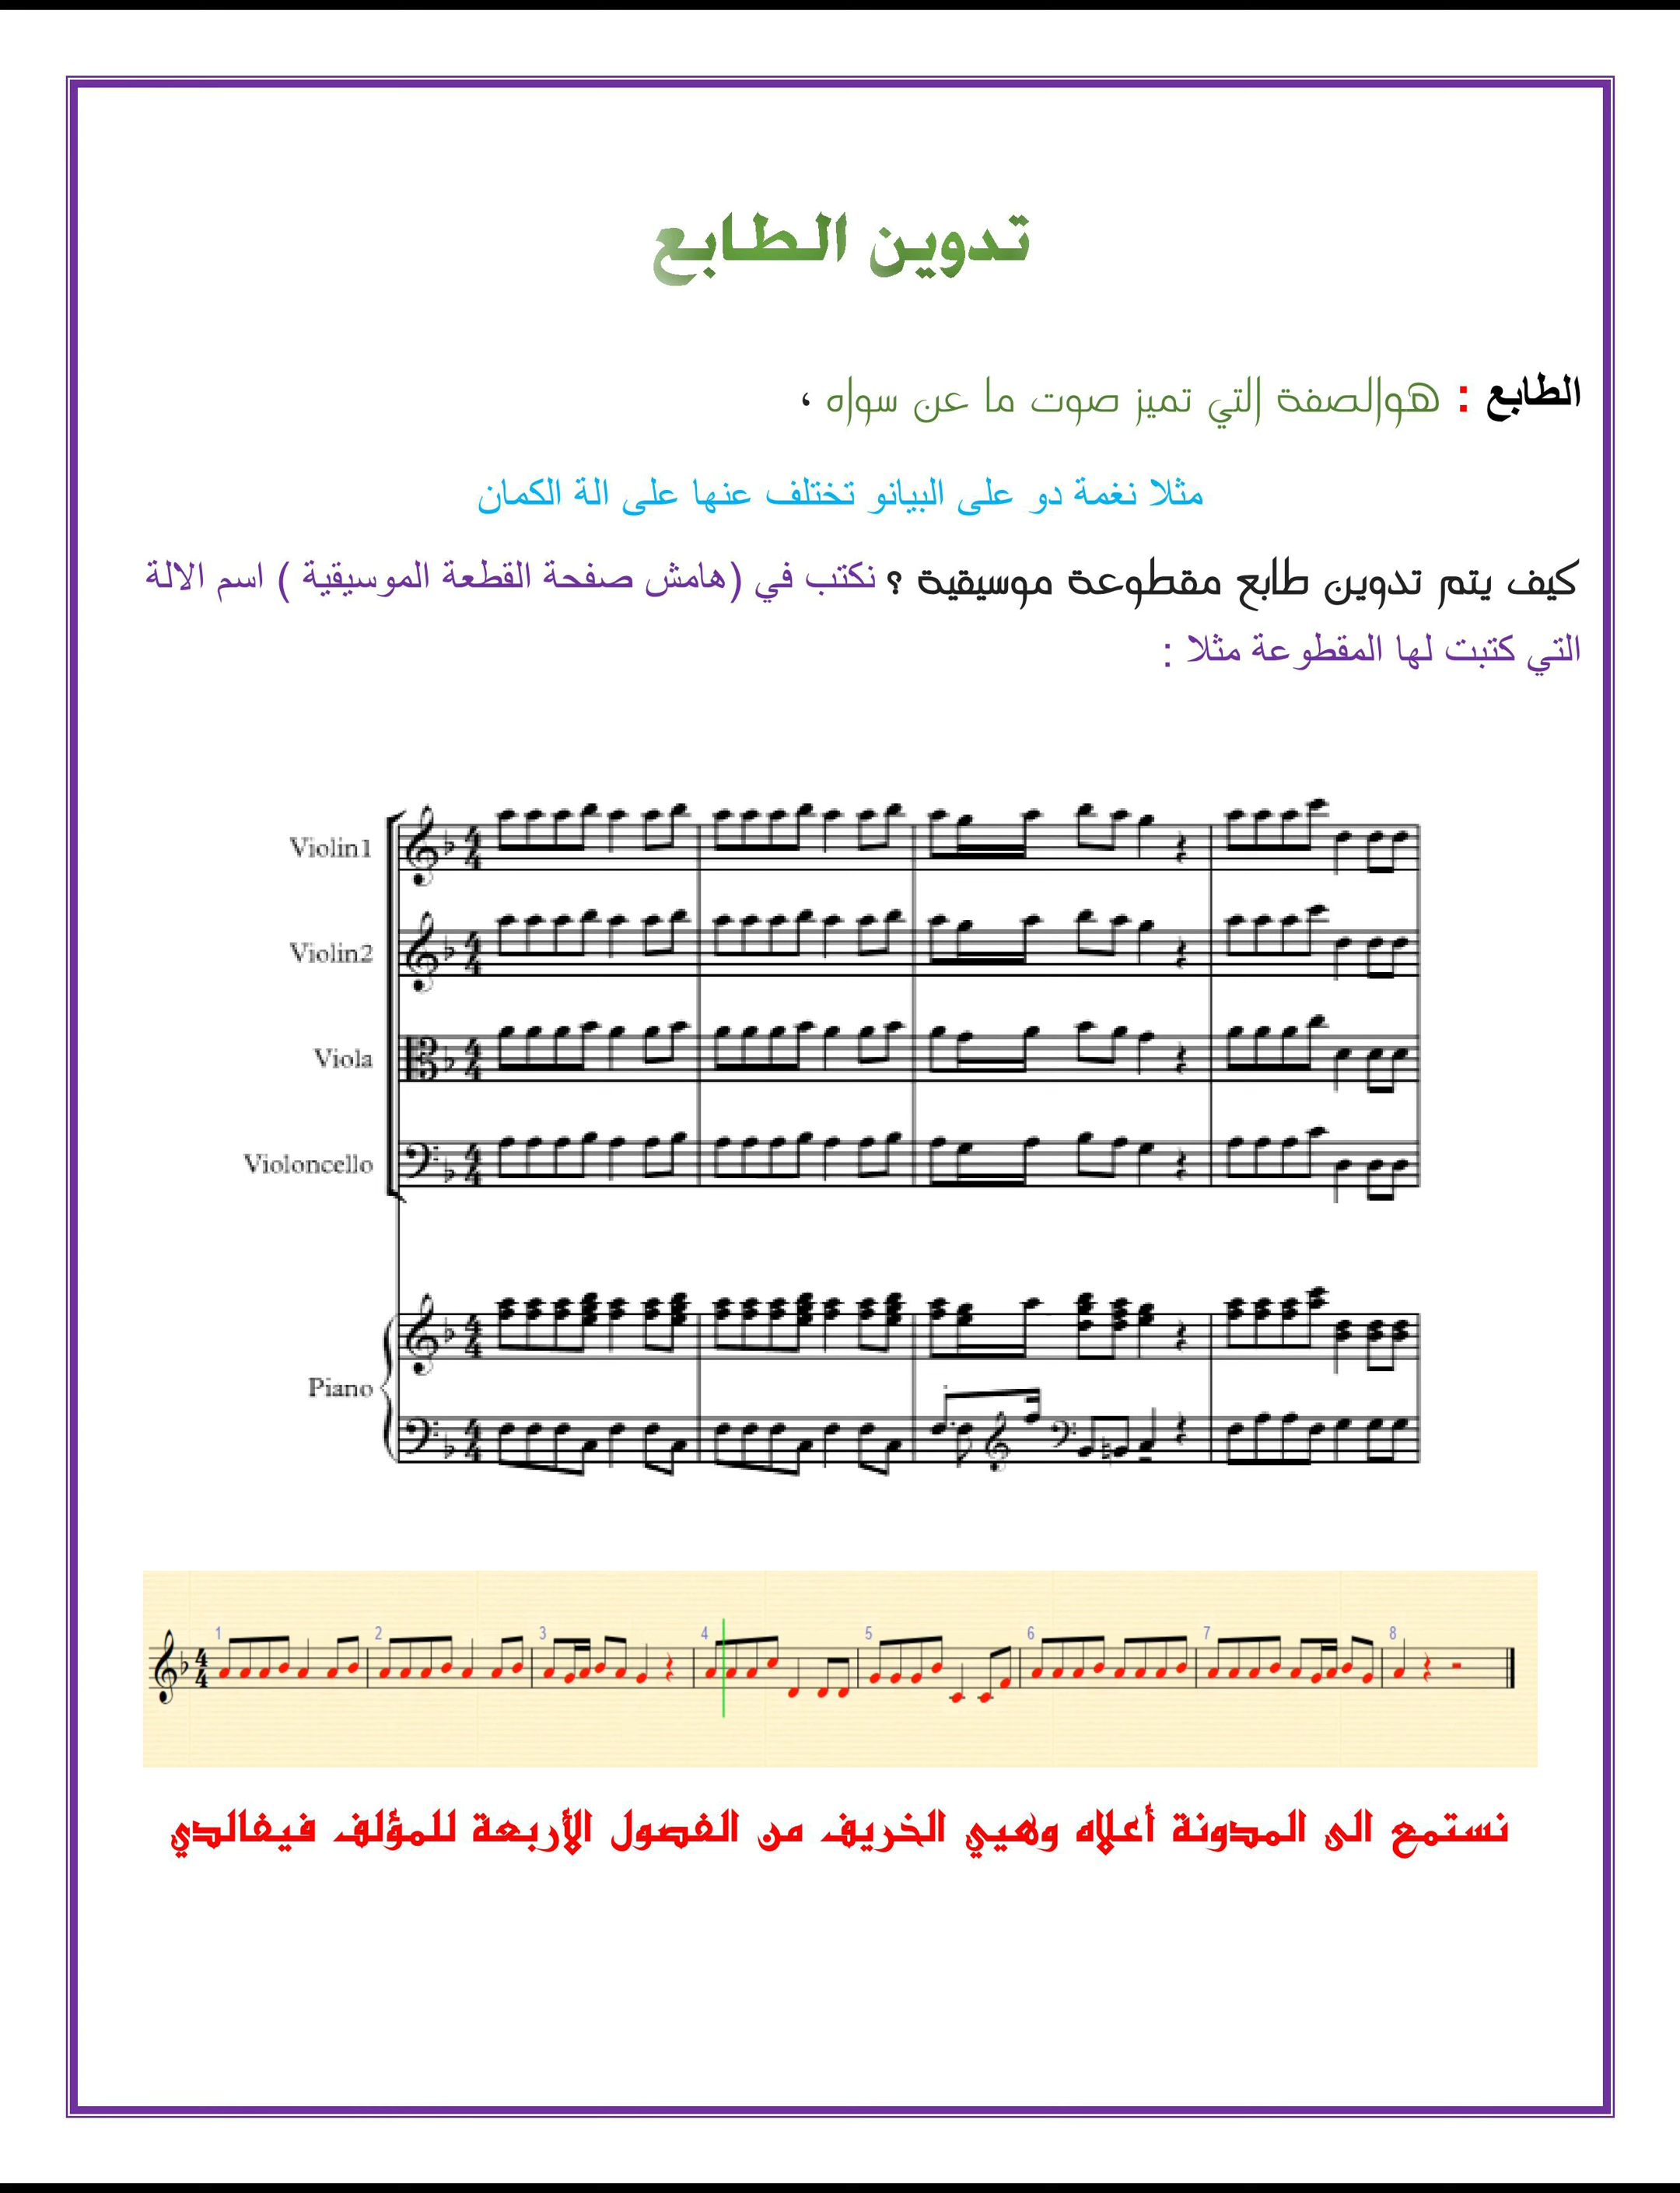 تدوين الطابع
الطابع : هوالصفة التي تميز صوت ما عن سواه ،
مثلا نغمة دو على البيانو تختلف عنها على الة الكمان
كيف يتم تدوين طابع مقطوعة موسيقية ؟ نكتب في (هامش صفحة القطعة الموسيقية ) اسم الالة
التي كتبت لها المقطوعة مثلا :
Violin1
Violin2
Viola
Violoncello
Piano
1 2 3 4 5 6 7 8
نستمع الى المدونة أعلاه وهيي الخريف من الفصول الأربعة للمؤلف فيفالدي